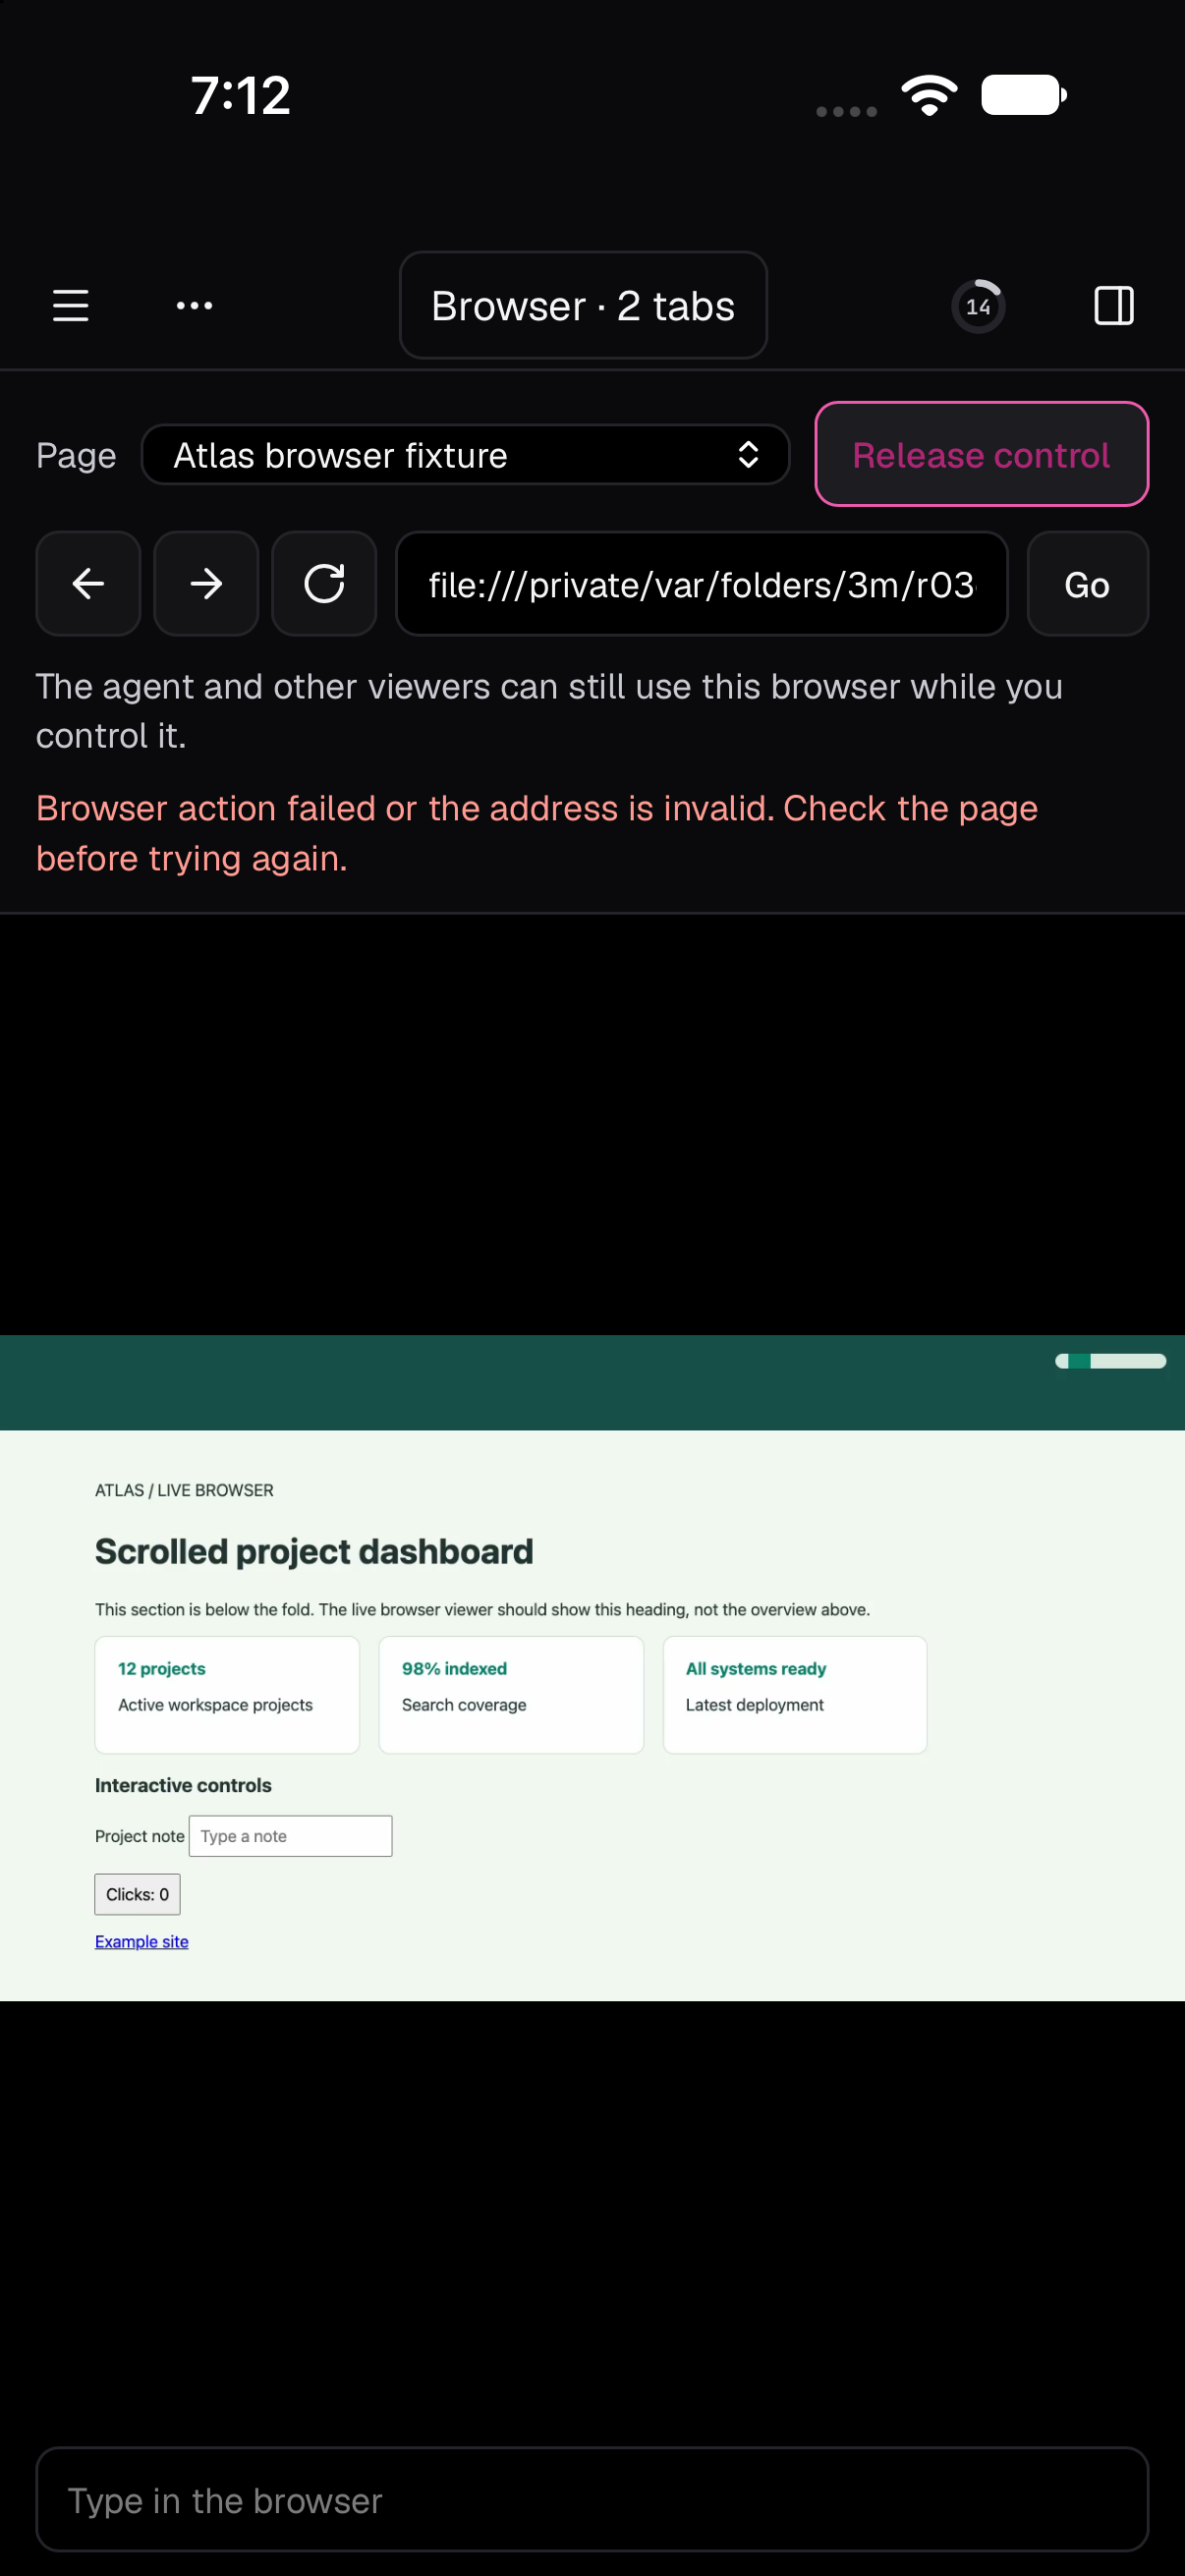 7:12
Browser · 2 tabs
14
Page
Atlas browser fixture
Release control
file:///private/var/folders/3m/r03
Go
The agent and other viewers can still use this browser while you
control it.
Browser action failed or the address is invalid. Check the page
before trying again.
ATLAS / LIVE BROWSER
Scrolled project dashboard
This section is below the fold. The live browser viewer should show this heading, not the overview above.
12 projects
Active workspace projects
98% indexed
Search coverage
All systems ready
Latest deployment
Interactive controls
Project note
Type a note
Clicks: 0
Example site
Type in the browser